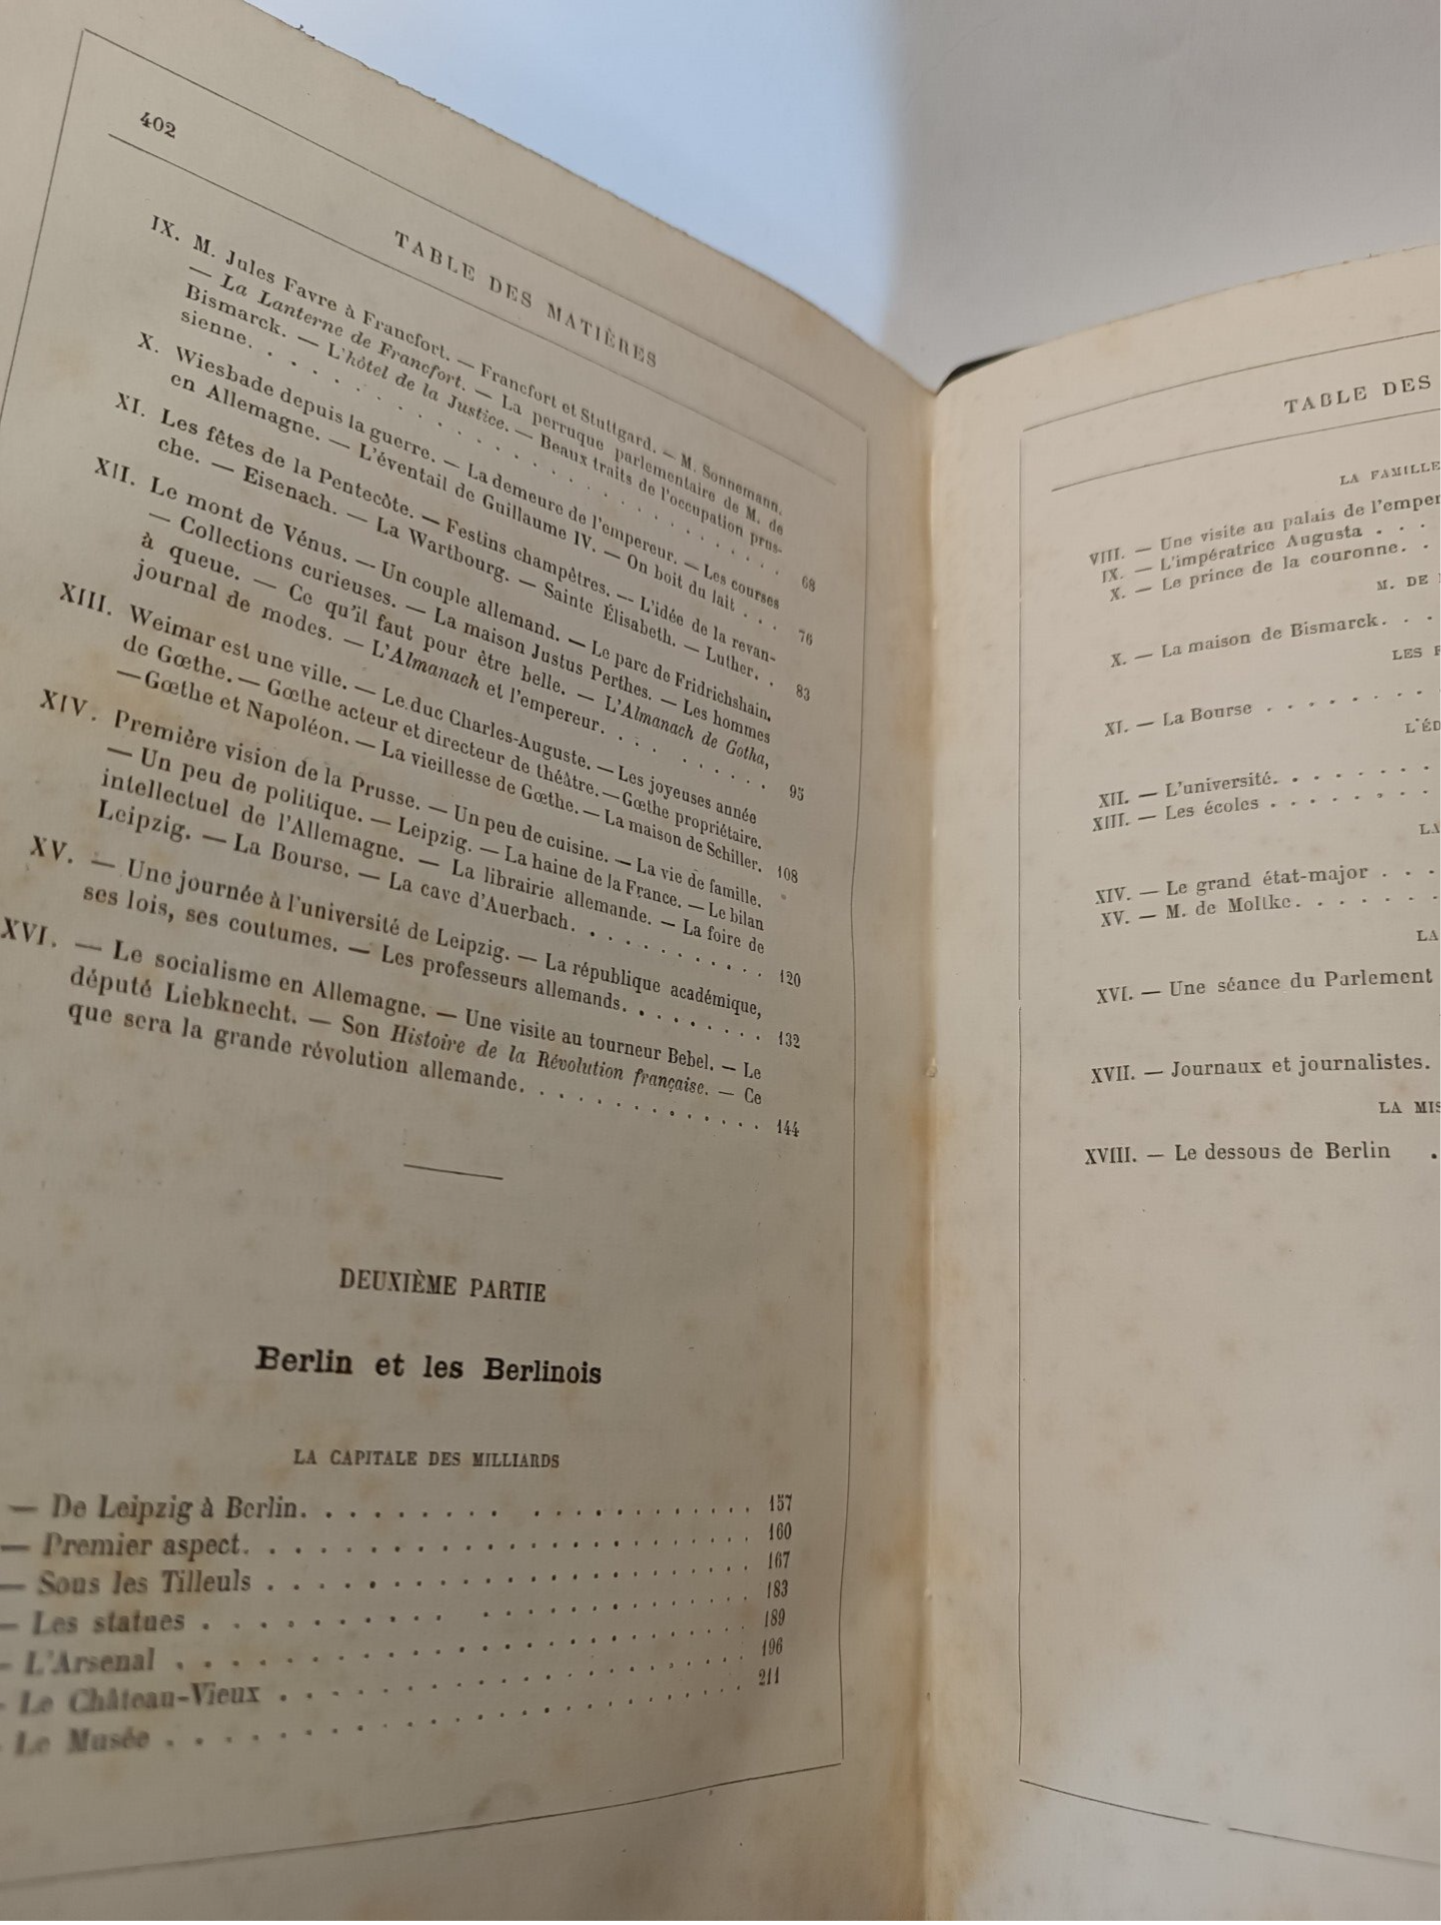 402
TABLE DES MATIÈRES
IX. M. Jules Favre à Francfort. — Francfort et Stuttgard. — M. Sonnemann.
— La Lanterne de Francfort. — La perruque parlementaire de M. de
Bismarck. — L'hôtel de la Justice. — Beaux traits de l'occupation prus-
sienne. . . . . . . . . . . . . . . . . . . . 68
X. Wiesbade depuis la guerre. — La demeure de l'empereur. — Les courses
en Allemagne. — L'éventail de Guillaume IV. — On boit du lait . . . 76
XI. Les fêtes de la Pentecôte. — Festins champêtres. — L'idée de la revan-
che. — Eisenach. — La Wartbourg. — Sainte Élisabeth. — Luther. . 83
XII. Le mont de Vénus. — Un couple allemand. — Le parc de Fridrichshain.
— Collections curieuses. — La maison Justus Perthes. — Les hommes
à queue. — Ce qu'il faut pour être belle. — L'Almanach de Gotha,
journal de modes. — L'Almanach et l'empereur. . . . . . . . . . 95
XIII. Weimar est une ville. — Le duc Charles-Auguste. — Les joyeuses année
de Gœthe. — Gœthe acteur et directeur de théâtre. — Gœthe propriétaire.
— Gœthe et Napoléon. — La vieillesse de Gœthe. — La maison de Schiller. 108
XIV. Première vision de la Prusse. — Un peu de cuisine. — La vie de famille.
— Un peu de politique. — Leipzig. — La haine de la France. — Le bilan
intellectuel de l'Allemagne. — La librairie allemande. — La foire de
Leipzig. — La Bourse. — La cave d'Auerbach. . . . . . . . . . . 120
XV. — Une journée à l'université de Leipzig. — La république académique,
ses lois, ses coutumes. — Les professeurs allemands. . . . . . . . . 132
XVI. — Le socialisme en Allemagne. — Une visite au tourneur Bebel. — Le
député Liebknecht. — Son Histoire de la Révolution française. — Ce
que sera la grande révolution allemande. . . . . . . . . . . . . 144
DEUXIÈME PARTIE
Berlin et les Berlinois
LA CAPITALE DES MILLIARDS
— De Leipzig à Berlin. . . . . . . . . . . . . . . . . . 157
— Premier aspect. . . . . . . . . . . . . . . . . . . . 160
— Sous les Tilleuls . . . . . . . . . . . . . . . . . . . 167
— Les statues . . . . . . . . . . . . . . . . . . . . 183
— L'Arsenal . . . . . . . . . . . . . . . . . . . . . 189
- Le Château-Vieux . . . . . . . . . . . . . . . . . . 196
- Le Musée . . . . . . . . . . . . . . . . . . . . . 211
TABLE DES
LA FAMILLE
VIII. — Une visite au palais de l'emper
IX. — L'impératrice Augusta . . .
X. — Le prince de la couronne. .
M. DE
X. — La maison de Bismarck. . .
LES
XI. — La Bourse . . . . . . .
L'ÉD
XII. — L'université. . . . . . . .
XIII. — Les écoles . . . . . . . .
LA
XIV. — Le grand état-major . . .
XV. — M. de Moltke. . . . . . .
LA
XVI. — Une séance du Parlement
XVII. — Journaux et journalistes.
LA MIS
XVIII. — Le dessous de Berlin .